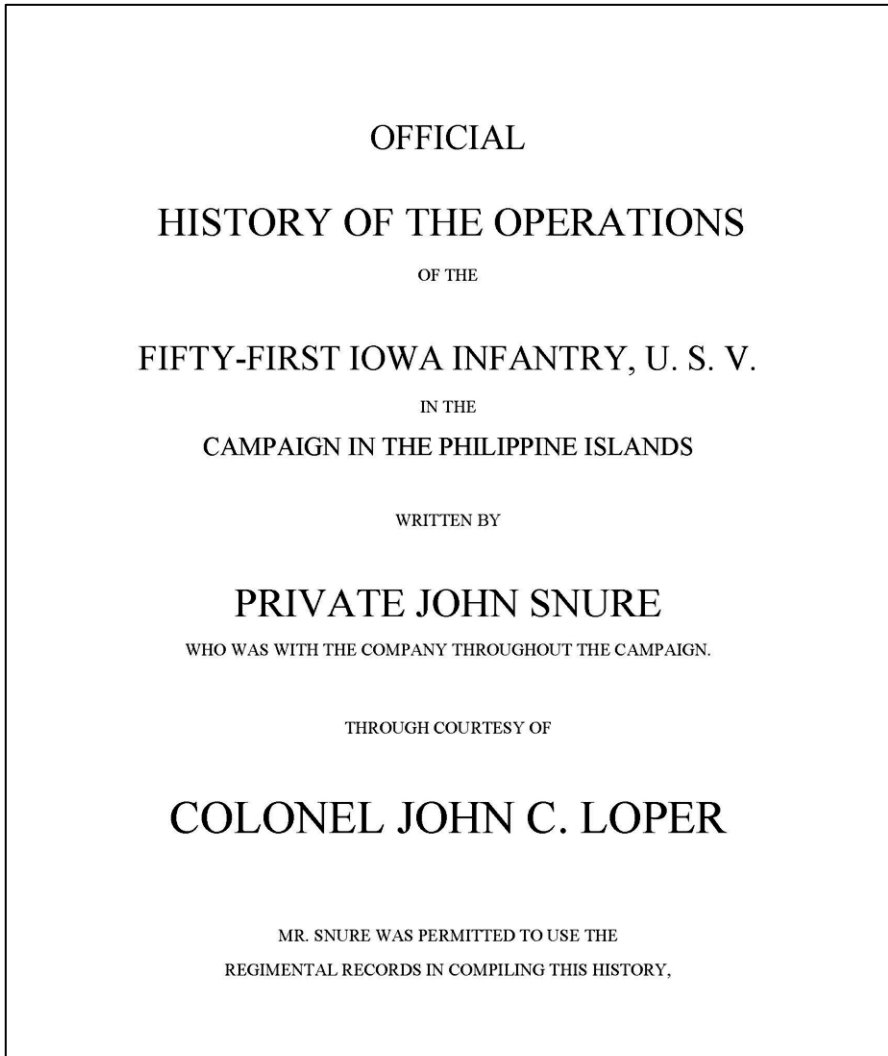 OFFICIAL
HISTORY OF THE OPERATIONS
OF THE
FIFTY-FIRST IOWA INFANTRY, U. S. V.
IN THE
CAMPAIGN IN THE PHILIPPINE ISLANDS
WRITTEN BY
PRIVATE JOHN SNURE
WHO WAS WITH THE COMPANY THROUGHOUT THE CAMPAIGN.
THROUGH COURTESY OF
COLONEL JOHN C. LOPER
MR. SNURE WAS PERMITTED TO USE THE
REGIMENTAL RECORDS IN COMPILING THIS HISTORY,